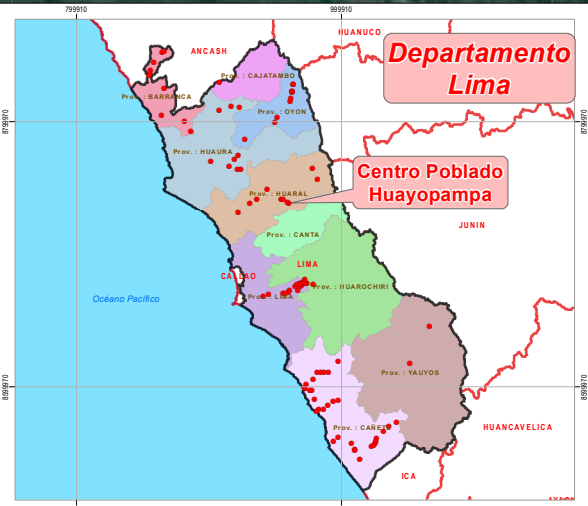 799910
999910
HUANUCO
ANCASH
Departamento
Lima
Prov. : CAJATAMBO
Prov. : BARRANCA
Prov. : OYON
8799970
8799970
Prov. : HUAURA
Centro Poblado
Huayopampa
Prov. : HUARAL
JUNIN
Prov. : CANTA
LIMA
CALLAO
Prov. : HUAROCHIRI
Océano Pacífico
Prov. : LIMA
Prov. : YAUYOS
8599970
8599970
Prov. : CAÑETE
HUANCAVELICA
ICA
799910
999910